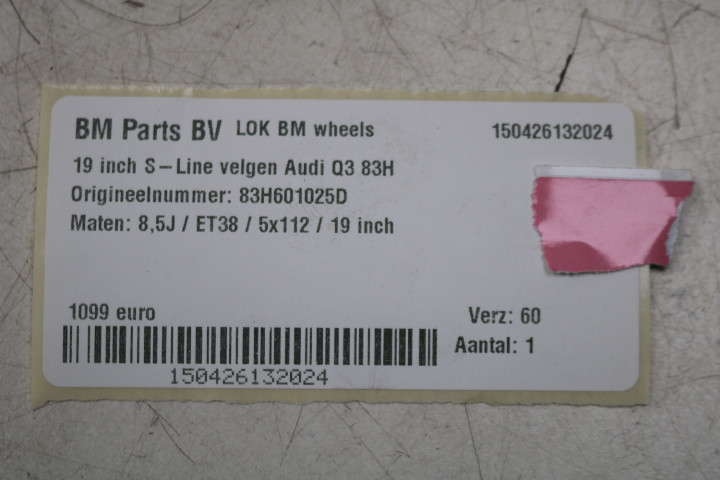 BM Parts BV LOK BM wheels 150426132024
19 inch S-Line velgen Audi Q3 83H
Origineelnummer: 83H601025D
Maten: 8,5J / ET38 / 5x112 / 19 inch
1099 euro Verz: 60
Aantal: 1
150426132024